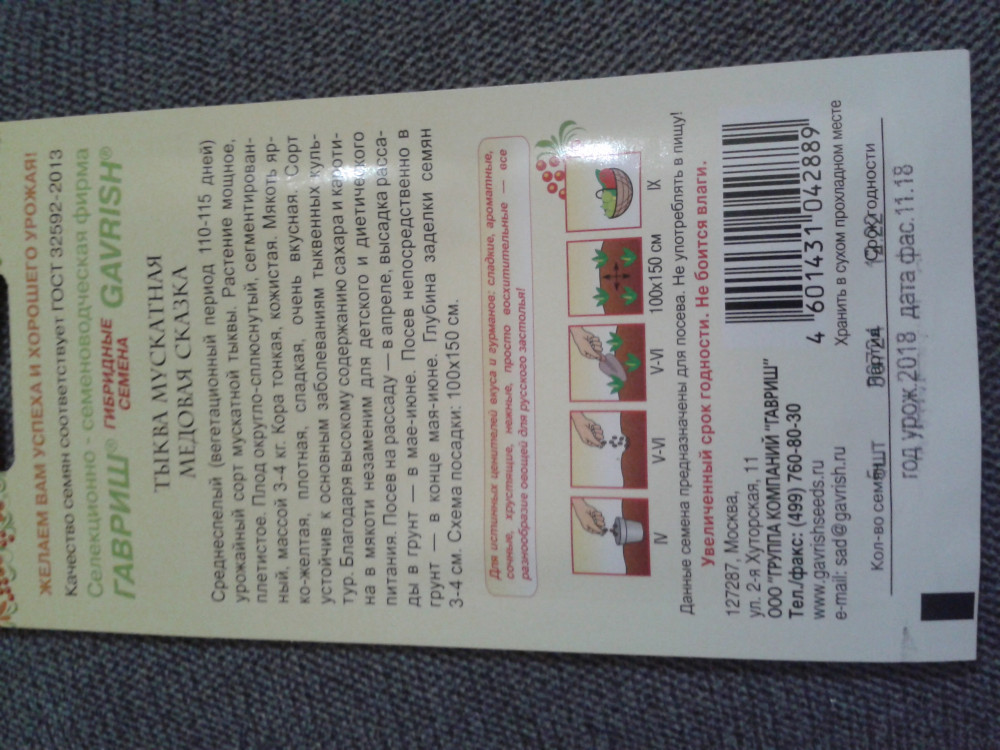 ЖЕЛАЕМ ВАМ УСПЕХА И ХОРОШЕГО УРОЖАЯ!
Качество семян соответствует ГОСТ 32592-2013
Селекционно - семеноводческая фирма
ГАВРИШ® ГИБРИДНЫЕ СЕМЕНА GAVRISH®
ТЫКВА МУСКАТНАЯ
МЕДОВАЯ СКАЗКА
Среднеспелый (вегетационный период 110-115 дней)
урожайный сорт мускатной тыквы. Растение мощное,
плетистое. Плод округло-сплюснутый, сегментирован-
ный, массой 3-4 кг. Кора тонкая, кожистая. Мякоть яр-
ко-желтая, плотная, сладкая, очень вкусная. Сорт
устойчив к основным заболеваниям тыквенных куль-
тур. Благодаря высокому содержанию сахара и кароти-
на в мякоти незаменим для детского и диетического
питания. Посев на рассаду — в апреле, высадка расса-
ды в грунт — в мае-июне. Посев непосредственно в
грунт — в конце мая-июне. Глубина заделки семян
3-4 см. Схема посадки: 100х150 см.
Для истинных ценителей вкуса и гурманов: сладкие, ароматные,
сочные, хрустящие, нежные, просто восхитительные — все
разнообразие овощей для русского застолья!
IV V-VI V-VI 100х150 см IX
Данные семена предназначены для посева. Не употреблять в пищу!
Увеличенный срок годности. Не боится влаги.
127287, Москва,
ул. 2-я Хуторская, 11
ООО "ГРУППА КОМПАНИЙ "ГАВРИШ"
Тел./факс: (499) 760-80-30
www.gavrishseeds.ru
e-mail: sad@gavrish.ru
4 601431 042889
Хранить в сухом прохладном месте
Кол-во семян Партия Срок годности
год урож.2018 дата фас.11.18